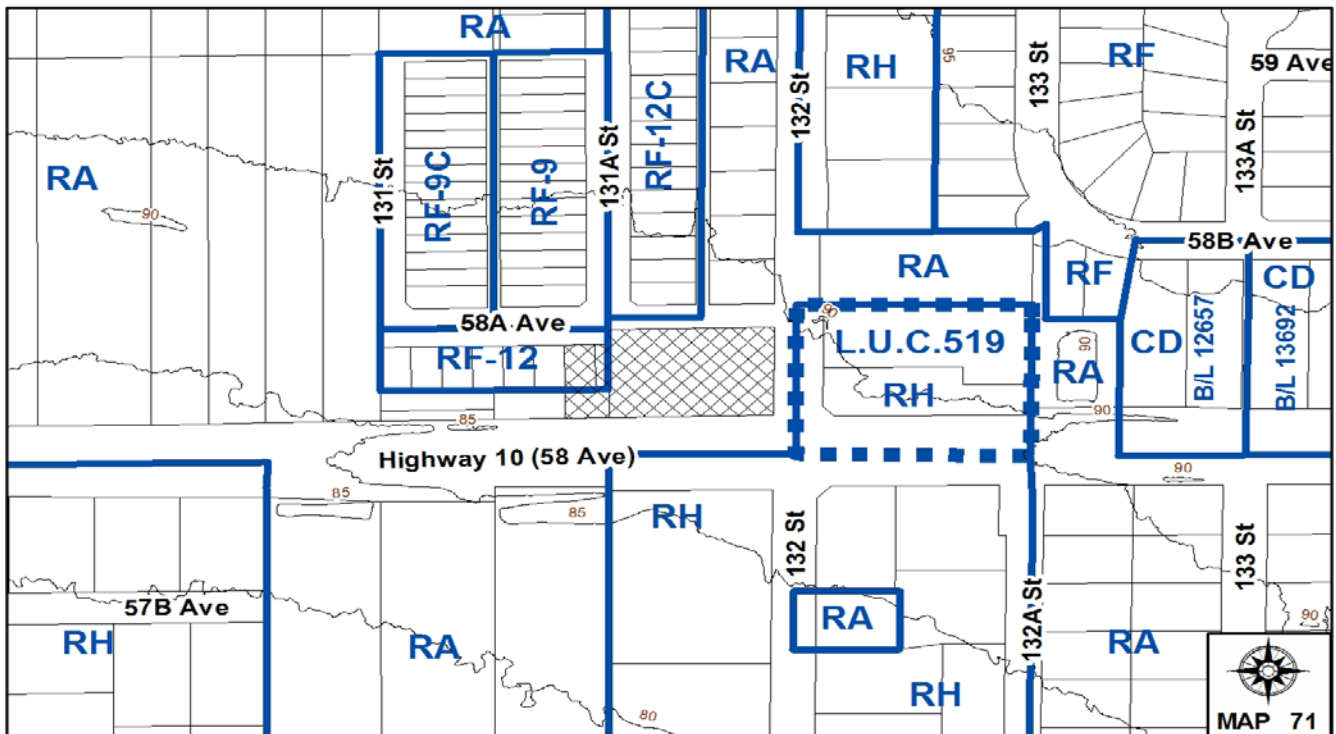 RA
RA
RH
95
133 St
RF
59 Ave
132 St
RF-12C
133A St
131 St
RF-9C
RF-9
131A St
RA
90
58B Ave
RA
RF
CD
B/L 12657
CD
B/L 13692
58A Ave
RF-12
90
L.U.C.519
90
RA
RH
85
90
Highway 10 (58 Ave)
90
85
85
RH
132 St
133 St
57B Ave
RA
132A St
90
RH
RA
RA
RH
80
MAP 71